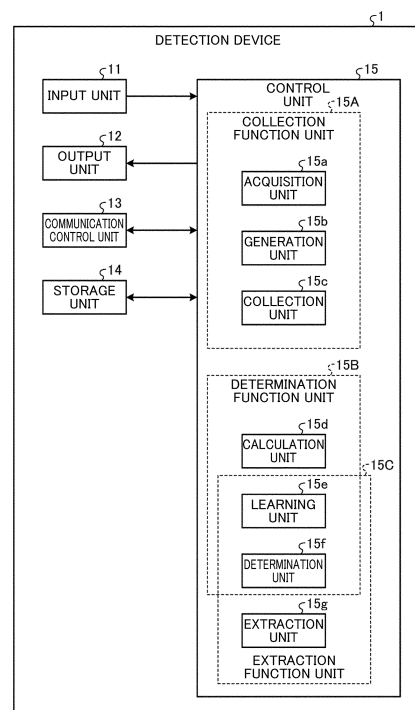 1
DETECTION DEVICE
11
INPUT UNIT
12
OUTPUT
UNIT
13
COMMUNICATION
CONTROL UNIT
14
STORAGE
UNIT
15
CONTROL
UNIT
15A
COLLECTION
FUNCTION UNIT
15a
ACQUISITION
UNIT
15b
GENERATION
UNIT
15c
COLLECTION
UNIT
15B
DETERMINATION
FUNCTION UNIT
15d
CALCULATION
UNIT
15C
15e
LEARNING
UNIT
15f
DETERMINATION
UNIT
15g
EXTRACTION
UNIT
EXTRACTION
FUNCTION UNIT